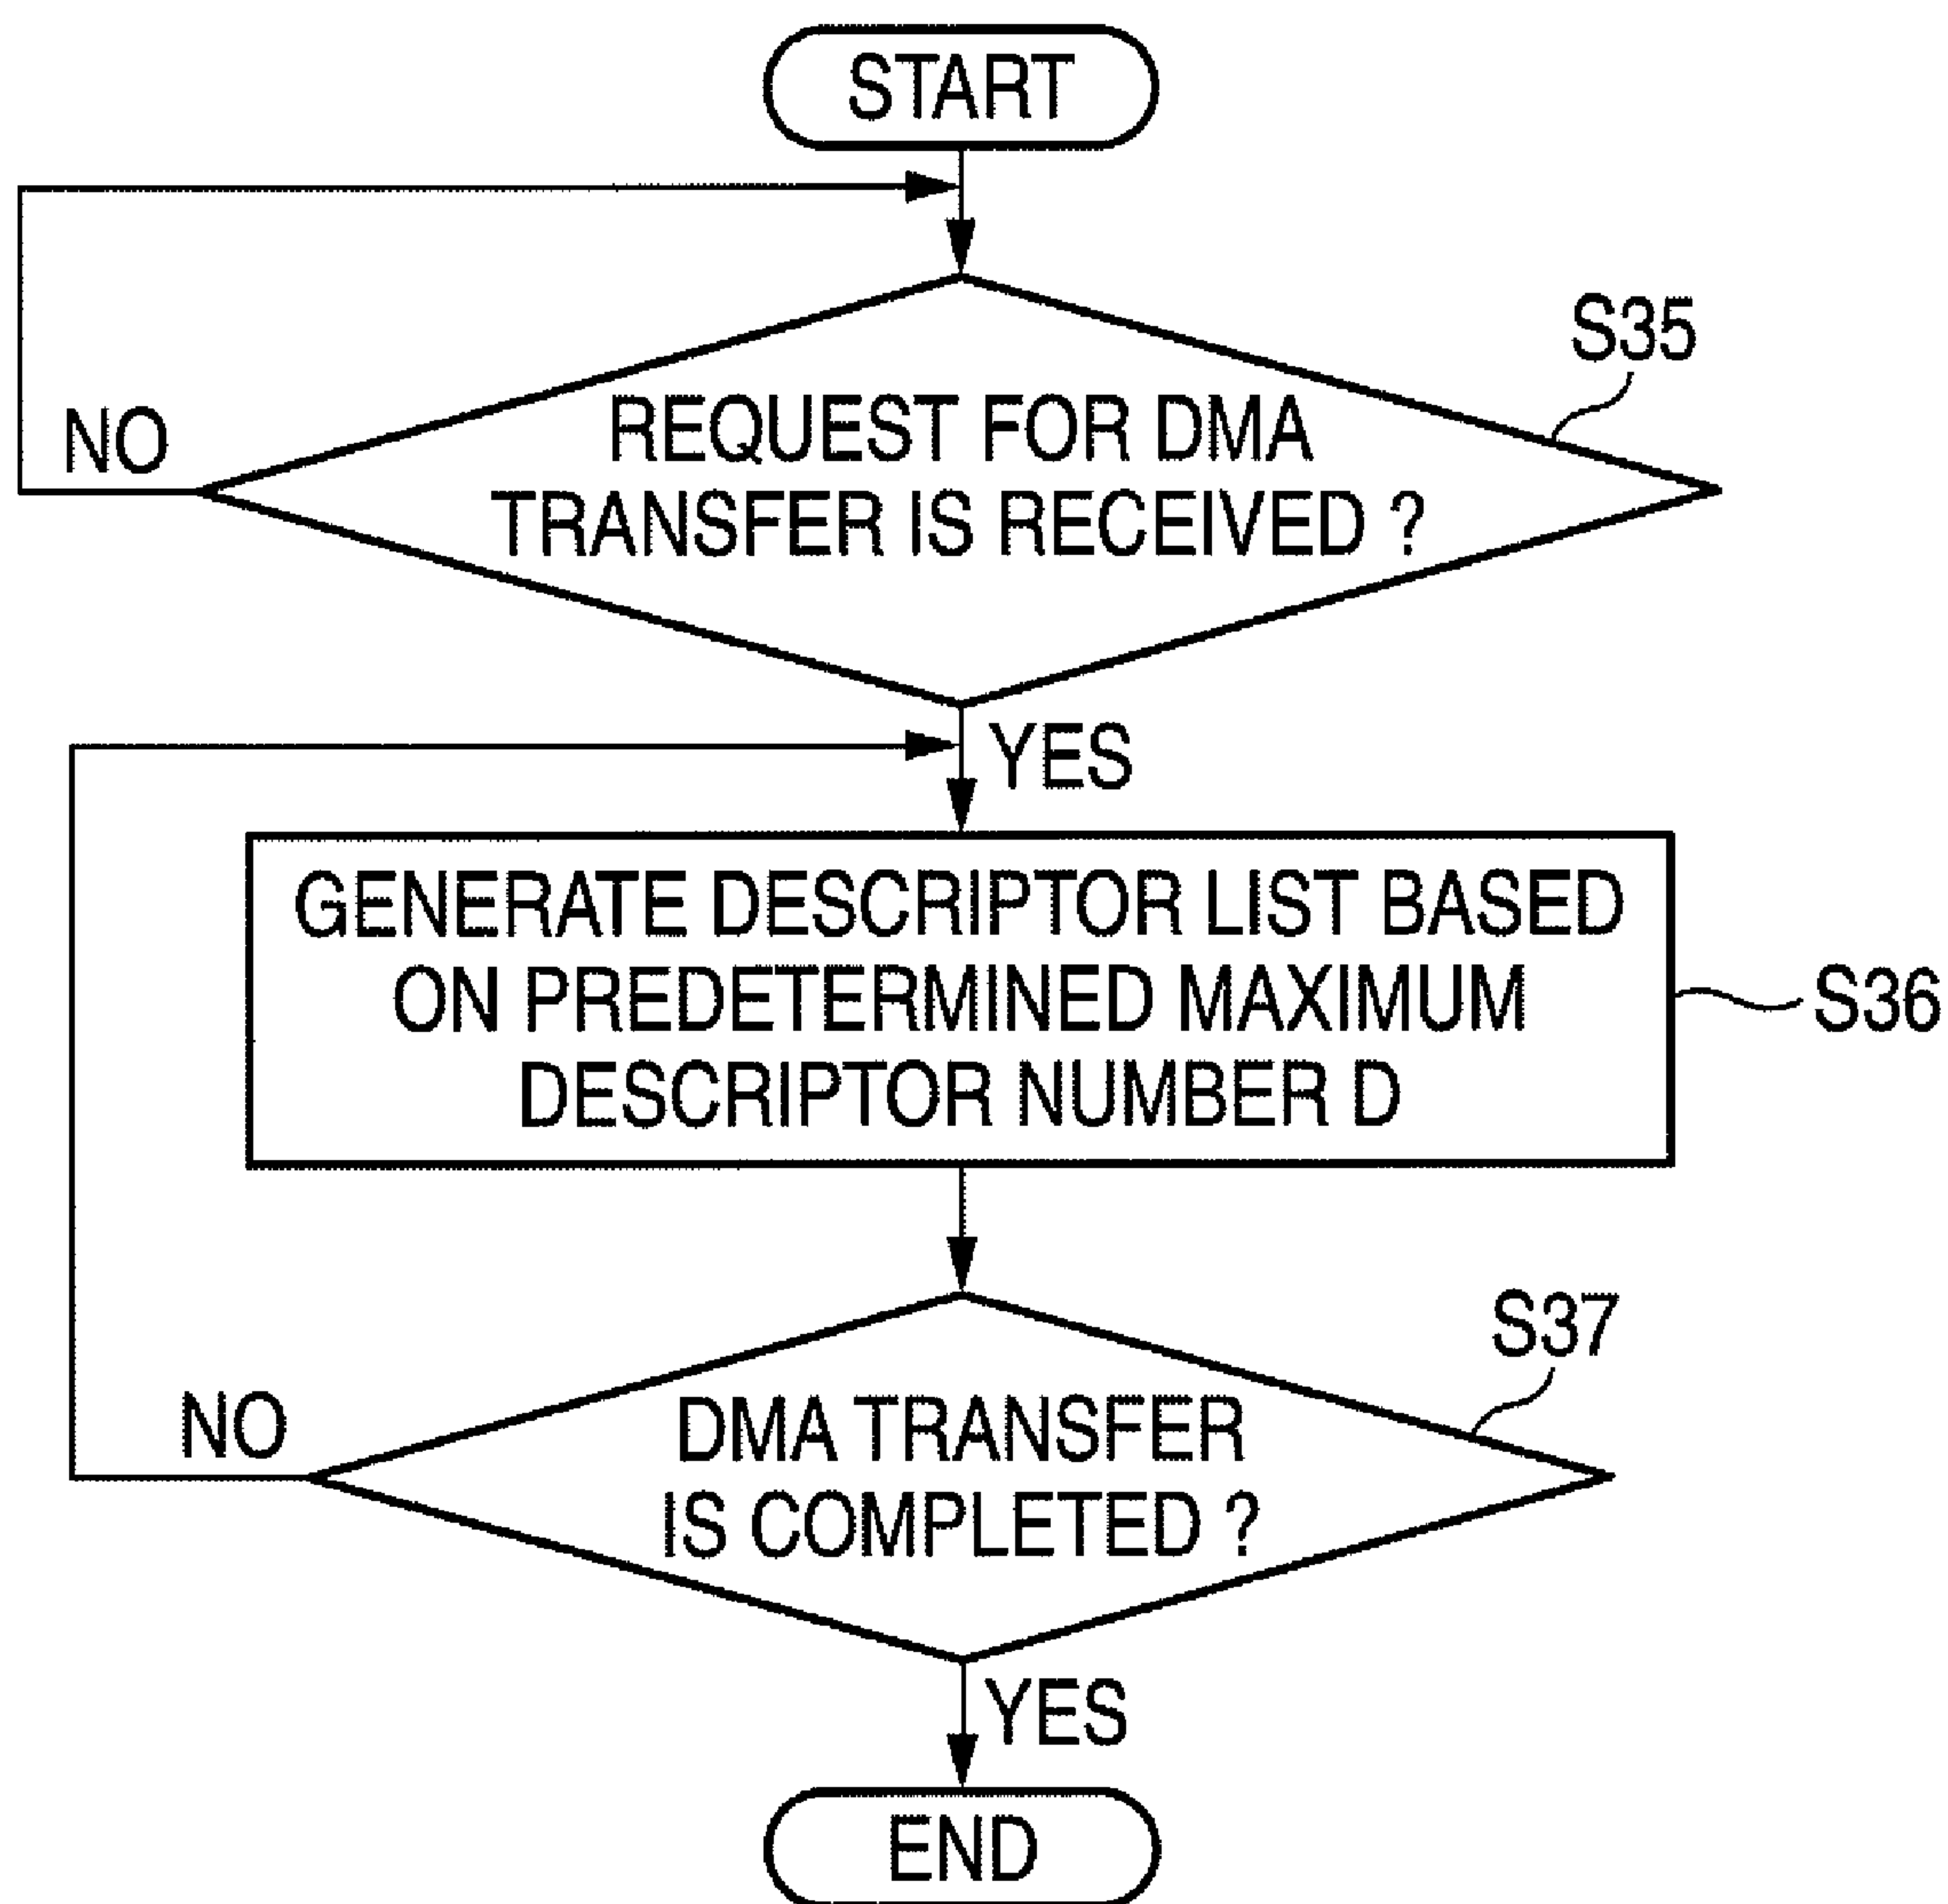 START
S35
REQUEST FOR DMA
TRANSFER IS RECEIVED ?
NO
YES
GENERATE DESCRIPTOR LIST BASED
ON PREDETERMINED MAXIMUM
DESCRIPTOR NUMBER D
S36
S37
DMA TRANSFER
IS COMPLETED ?
NO
YES
END